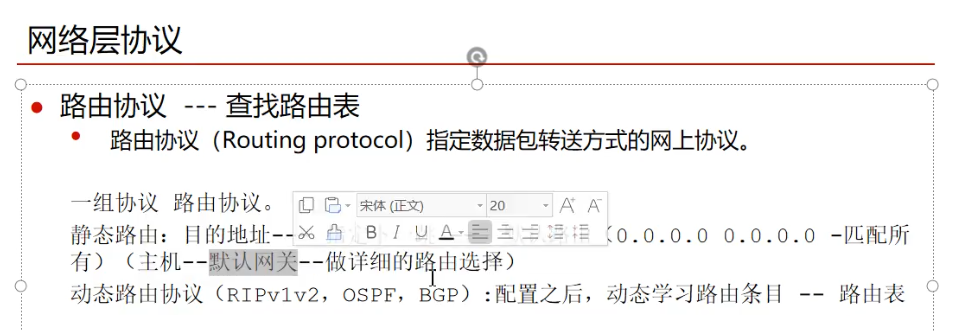 网络层协议
路由协议 --- 查找路由表
路由协议（Routing protocol）指定数据包转送方式的网上协议。
一组协议 路由协议。
宋体 (正文) 20 A+ A-
静态路由：目的地址--
B I U A
（0.0.0.0 0.0.0.0 -匹配所
有）（主机--默认网关--做详细的路由选择）
动态路由协议（RIPv1v2，OSPF，BGP）:配置之后，动态学习路由条目 -- 路由表